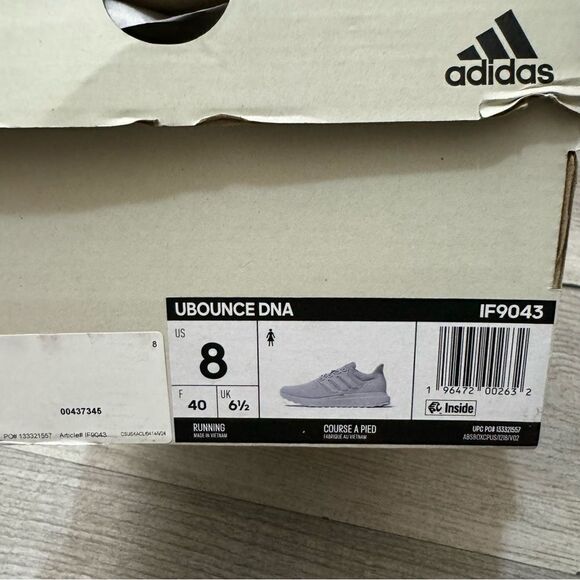 adidas
UBOUNCE DNA IF9043
US
8
F
40
UK
6½
1 96472 00263 2
Inside
RUNNING
MADE IN VIETNAM
COURSE A PIED
FABRIQUÉ AU VIETNAM
UPC PO# 133321557
8
00437345
PO# 133321557 Article# IF9043